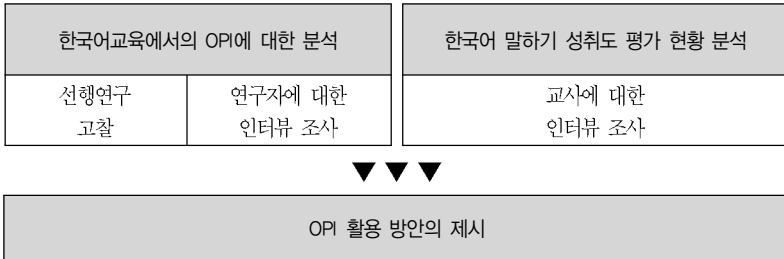 한국어교육에서의 OPI에 대한 분석
한국어 말하기 성취도 평가 현황 분석
선행연구
고찰
연구자에 대한
인터뷰 조사
교사에 대한
인터뷰 조사
▼ ▼ ▼
OPI 활용 방안의 제시